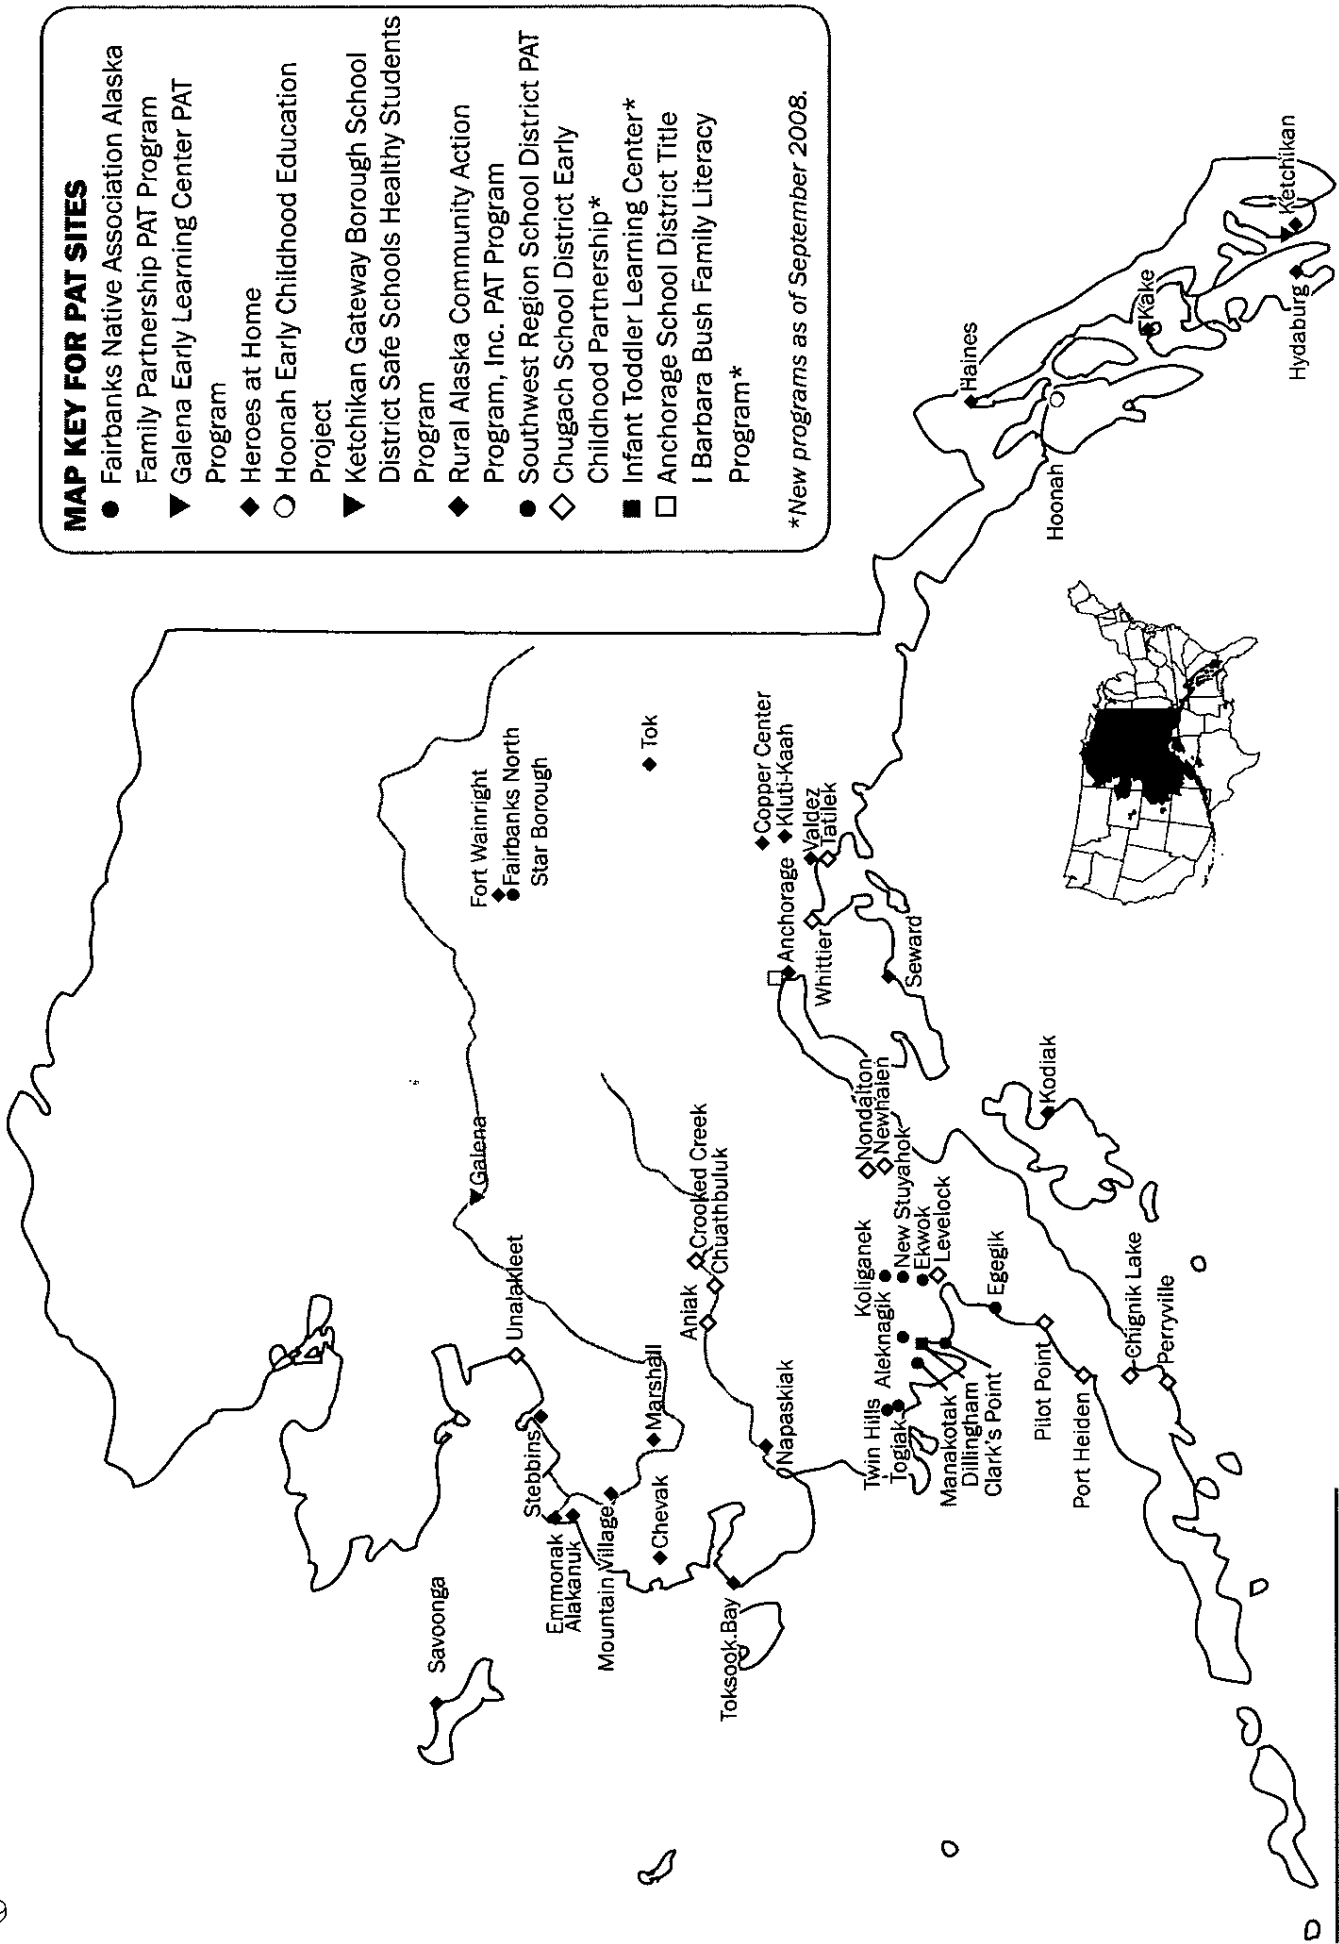 MAP KEY FOR PAT SITES
Fairbanks Native Association Alaska
Family Partnership PAT Program
Galena Early Learning Center PAT
Program
Heroes at Home
Hoonah Early Childhood Education
Project
Ketchikan Gateway Borough School
District Safe Schools Healthy Students
Program
Rural Alaska Community Action
Program, Inc. PAT Program
Southwest Region School District PAT
Chugach School District Early
Childhood Partnership*
Infant Toddler Learning Center*
Anchorage School District Title
I Barbara Bush Family Literacy
Program*
*New programs as of September 2008.
Savoonga
Stebbins
Unalakleet
Galena
Fort Wainright
Fairbanks North
Star Borough
Tok
Emmonak
Alakanuk
Mountain Village
Marshall
Chevak
Toksook Bay
Napaskiak
Aniak
Crooked Creek
Chuathbuluk
Copper Center
Kluti-Kaah
Valdez
Tatilek
Anchorage
Whittier
Seward
Nondalton
Newhalen
Koliganek
New Stuyahok
Ekwok
Levelock
Aleknagik
Twin Hills
Togiak
Manakotak
Dillingham
Clark's Point
Egegik
Pilot Point
Port Heiden
Chignik Lake
Perryville
Kodiak
Haines
Hoonah
Kake
Hydaburg
Ketchikan